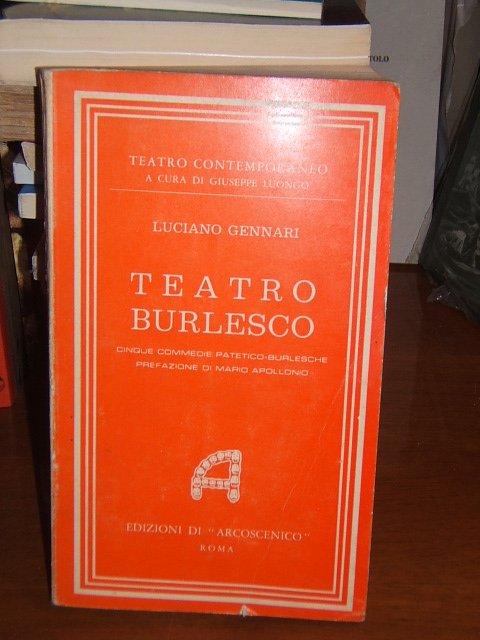 TEATRO CONTEMPORANEO
A CURA DI GIUSEPPE LUONGO
LUCIANO GENNARI
TEATRO
BURLESCO
CINQUE COMMEDIE PATETICO-BURLESCHE
PREFAZIONE DI MARIO APOLLONIO
A
EDIZIONI DI "ARCOSCENICO"
ROMA